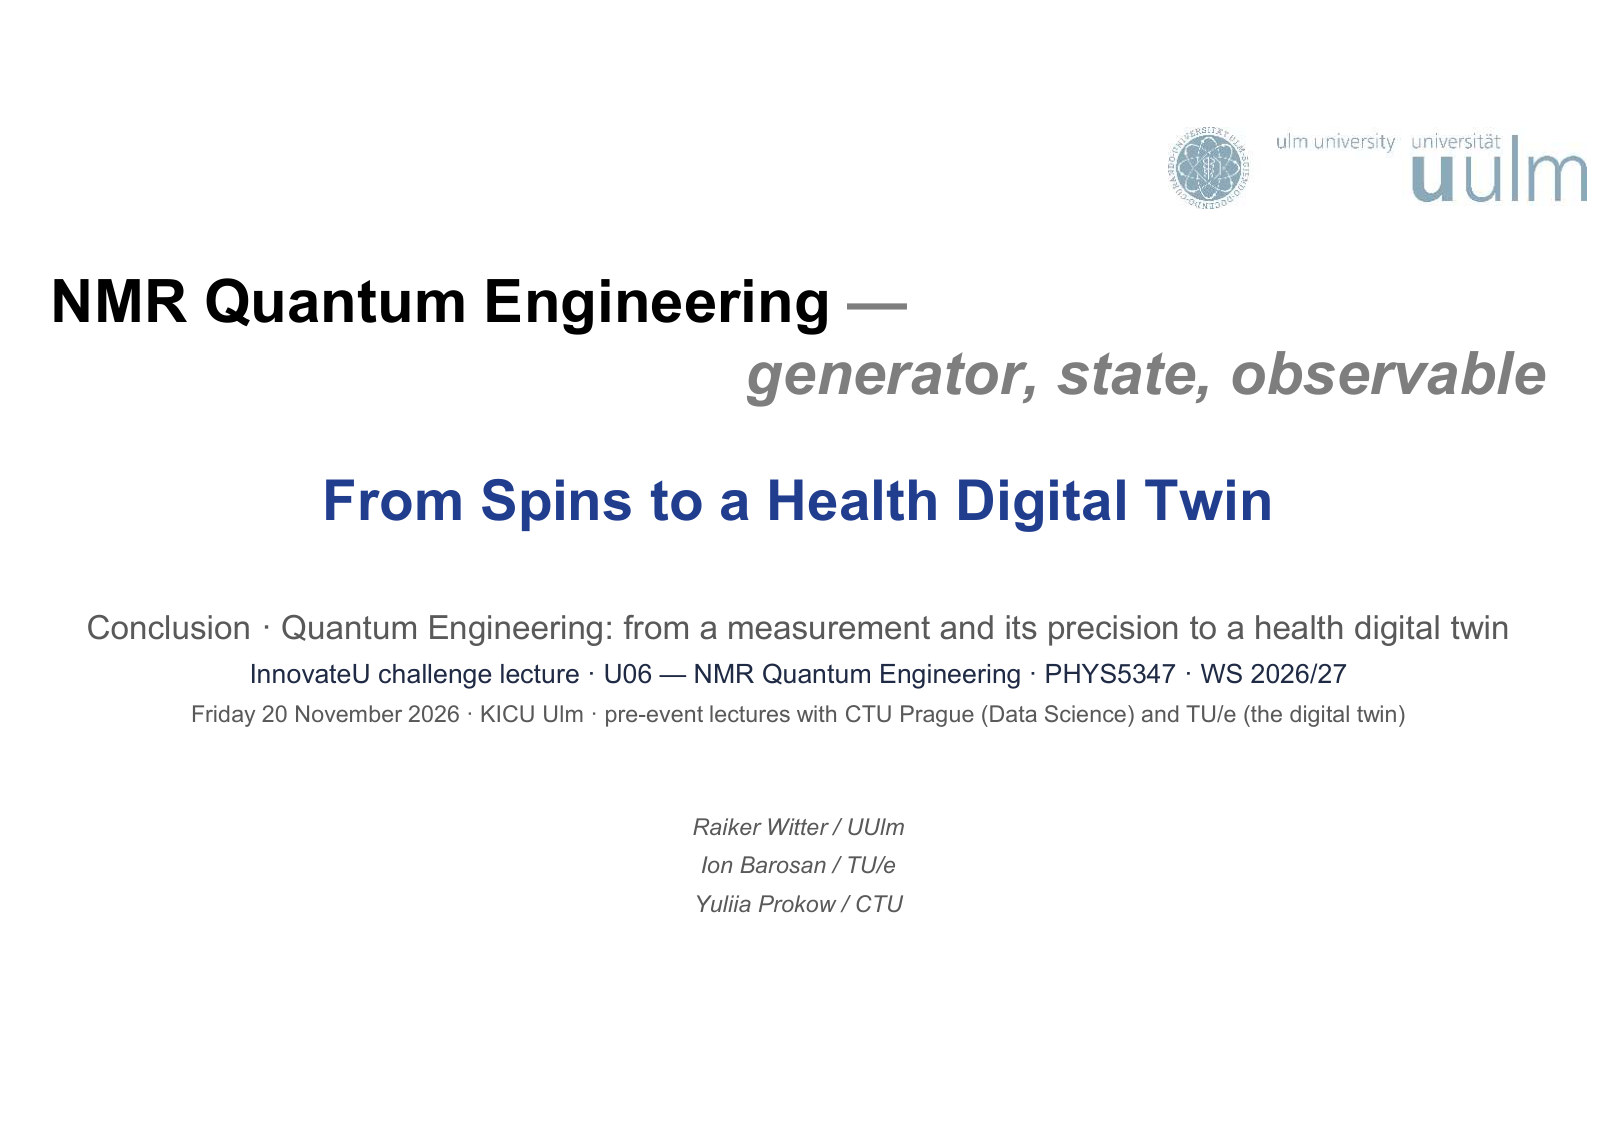 ulm university universität
uulm
NMR Quantum Engineering —
generator, state, observable
From Spins to a Health Digital Twin
Conclusion · Quantum Engineering: from a measurement and its precision to a health digital twin
InnovateU challenge lecture · U06 — NMR Quantum Engineering · PHYS5347 · WS 2026/27
Friday 20 November 2026 · KICU Ulm · pre-event lectures with CTU Prague (Data Science) and TU/e (the digital twin)
Raiker Witter / UUlm
Ion Barosan / TU/e
Yuliia Prokow / CTU